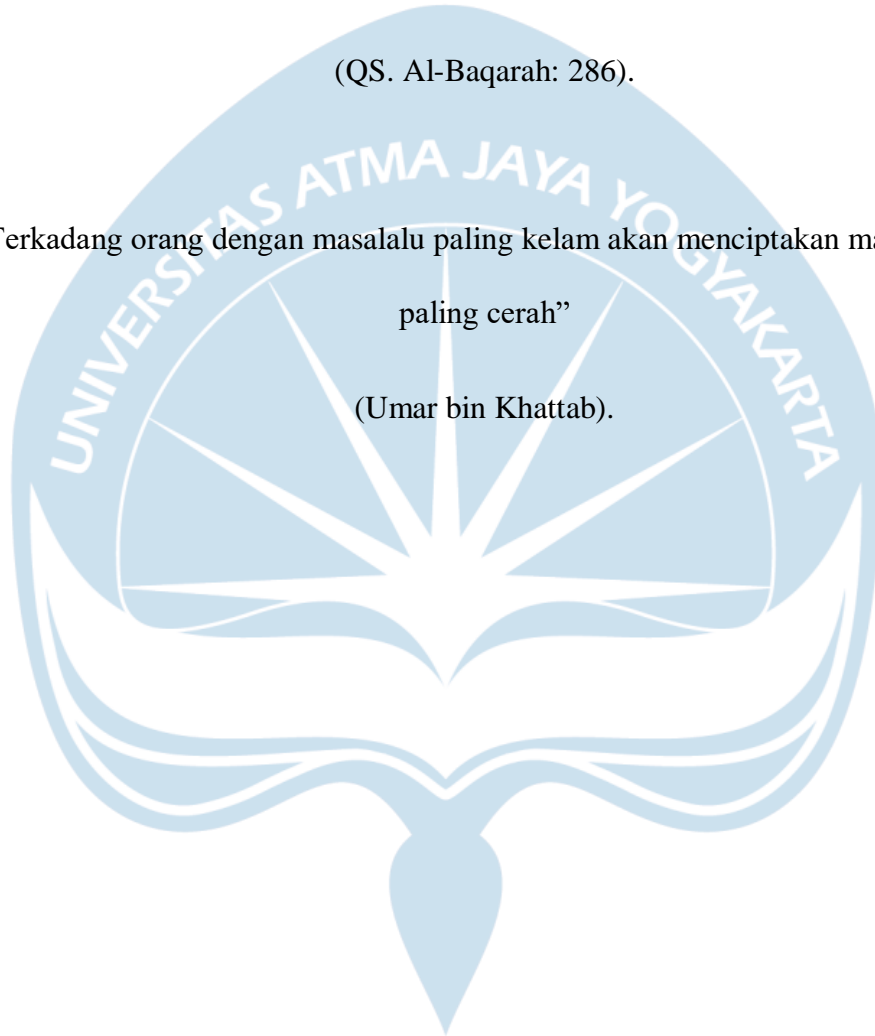 (QS. Al-Baqarah: 286).
UNIVERSITAS ATMA JAYA YOGYAKARTA
Terkadang orang dengan masalalu paling kelam akan menciptakan
paling cerah”
(Umar bin Khattab).